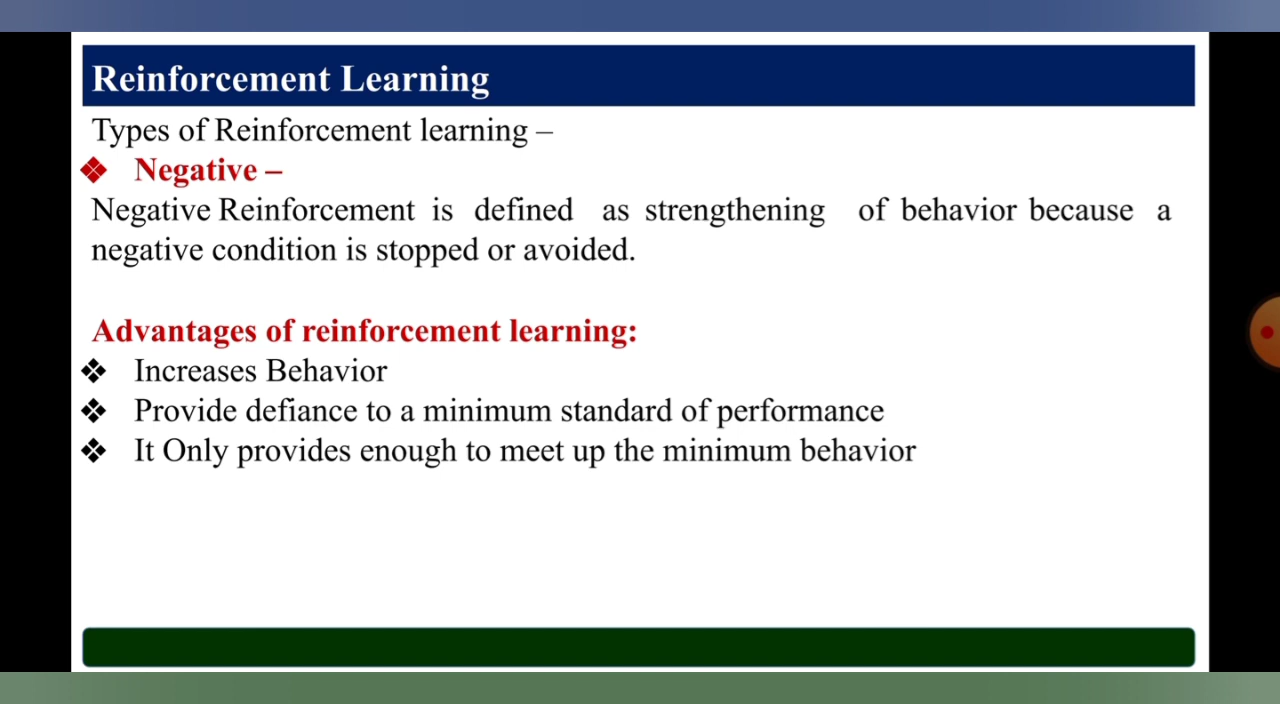 Reinforcement Learning
Types of Reinforcement learning –
❖ Negative –
Negative Reinforcement is defined as strengthening of behavior because a
negative condition is stopped or avoided.
Advantages of reinforcement learning:
❖ Increases Behavior
❖ Provide defiance to a minimum standard of performance
❖ It Only provides enough to meet up the minimum behavior